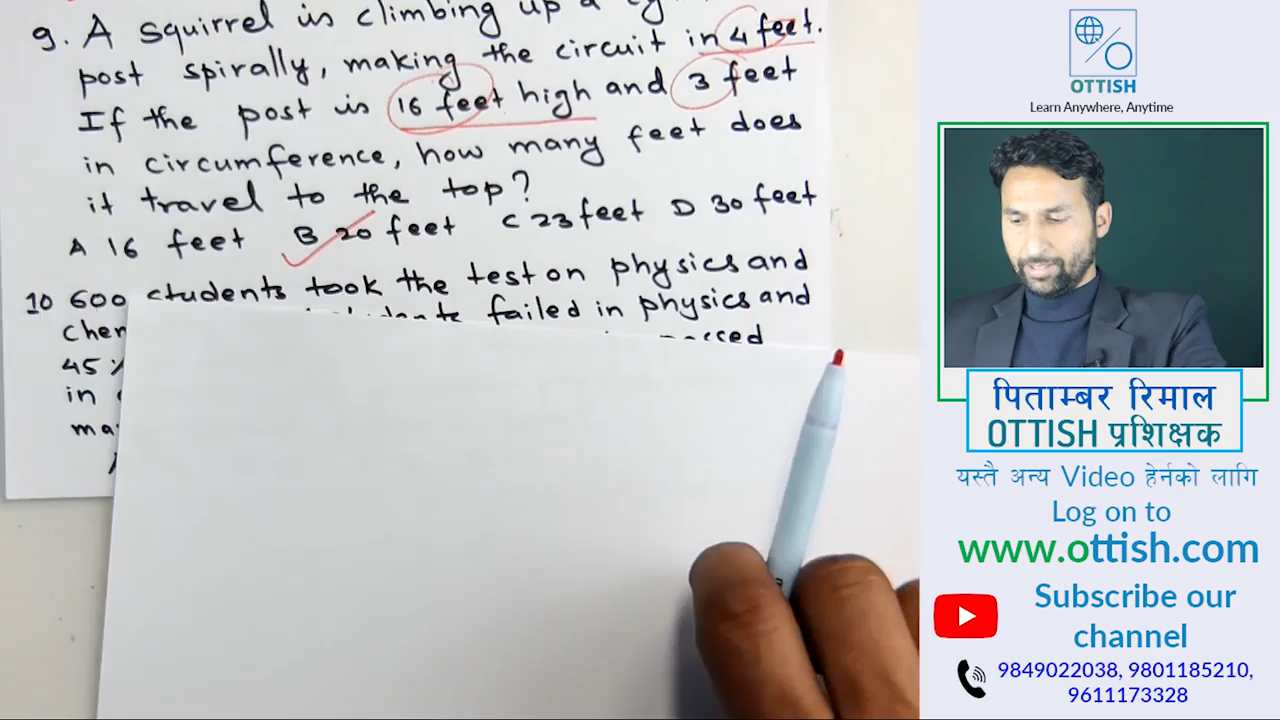 9. A squirrel is climbing up a
post spirally, making the circuit in 4 feet.
If the post is 16 feet high and 3 feet
in circumference, how many feet does
it travel to the top?
A 16 feet B 20 feet C 23 feet D 30 feet
10 600 students took the test on physics and
failed in physics and
45%
in
OTTISH
Learn Anywhere, Anytime
पिताम्बर रिमाल
OTTISH प्रशिक्षक
यस्तै अन्य Video हेर्नको लागि
Log on to
www.ottish.com
Subscribe our
channel
9849022038, 9801185210,
9611173328